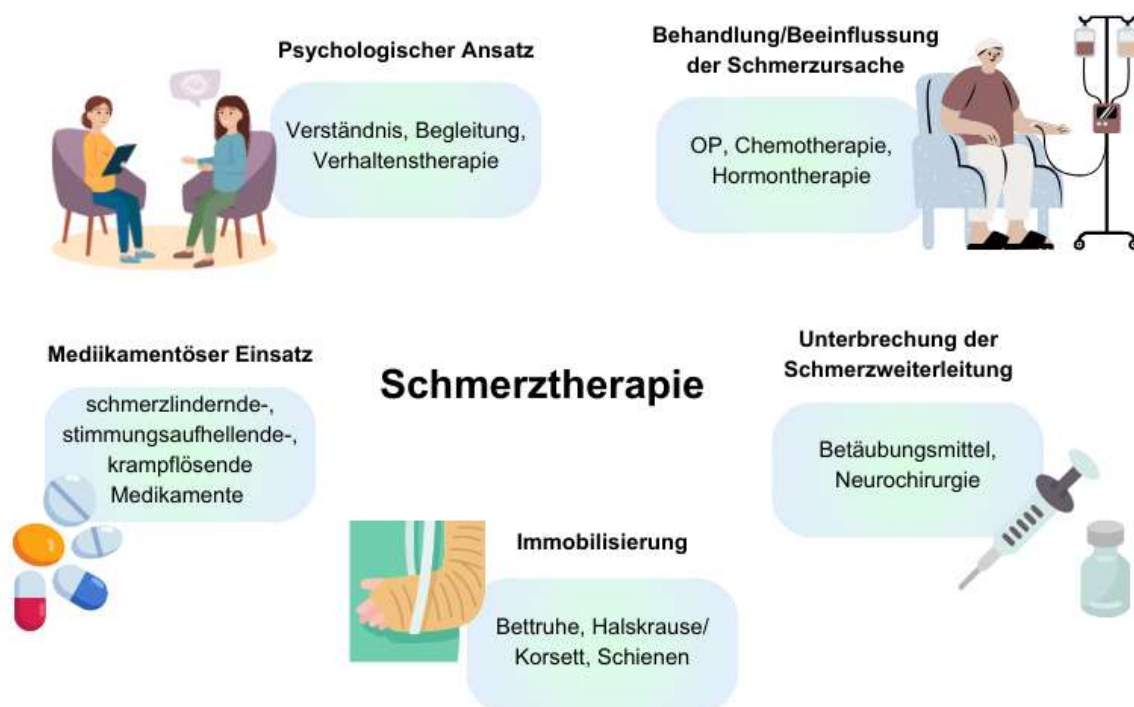 Psychologischer Ansatz
Verständnis, Begleitung,
Verhaltenstherapie
Behandlung/Beeinflussung
der Schmerzursache
OP, Chemotherapie,
Hormontherapie
Mediikamentöser Einsatz
schmerzlindernde-,
stimmungsaufhellende-,
krampflösende
Medikamente
Schmerztherapie
Unterbrechung der
Schmerzweiterleitung
Betäubungsmittel,
Neurochirurgie
Immobilisierung
Bettruhe, Halskrause/
Korsett, Schienen